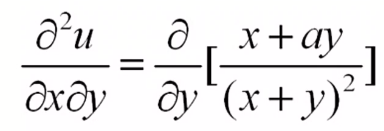 ∂²u/∂x∂y = ∂/∂y[(x+ay)/(x+y)²]